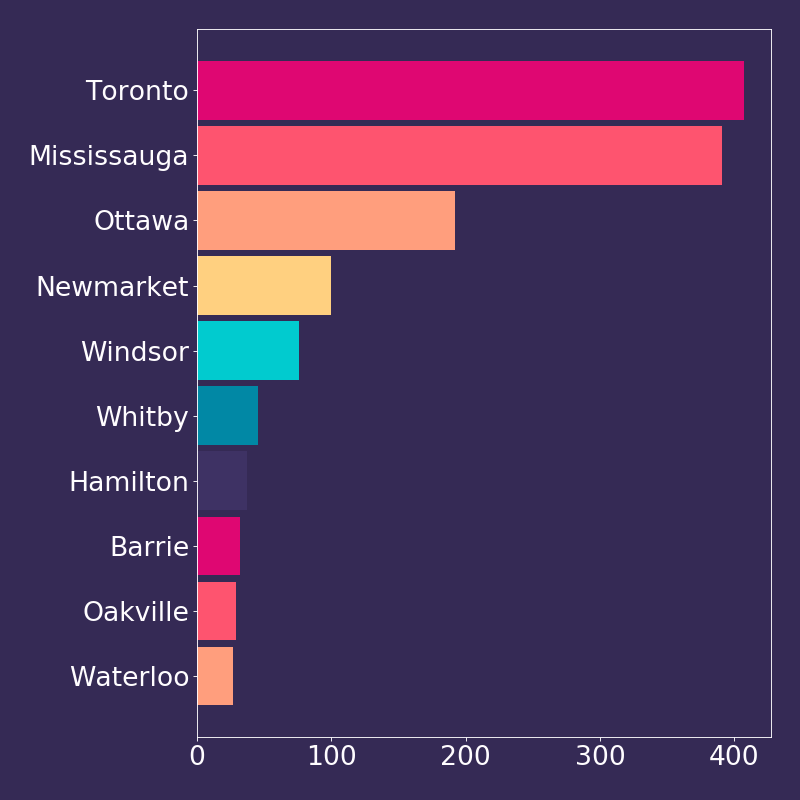 Toronto
Mississauga
Ottawa
Newmarket
Windsor
Whitby
Hamilton
Barrie
Oakville
Waterloo
0 100 200 300 400